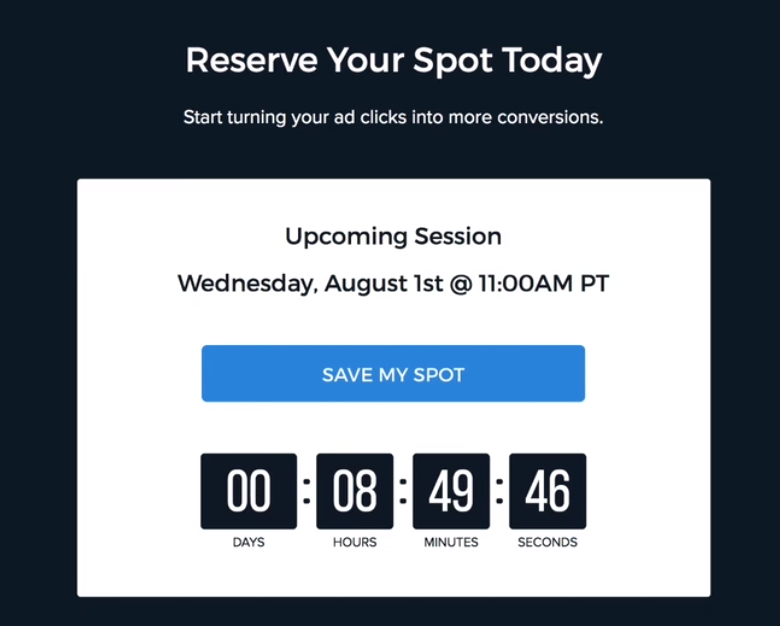 Reserve Your Spot Today
Start turning your ad clicks into more conversions.
Upcoming Session
Wednesday, August 1st @ 11:00AM PT
SAVE MY SPOT
00 : 08 : 49 : 46
DAYS HOURS MINUTES SECONDS